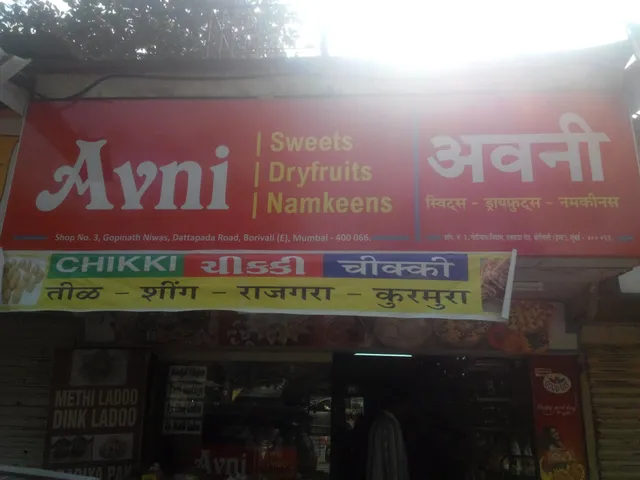 Avni
Sweets
Dryfruits
Namkeens
अवनी
स्विट्स - ड्रायफ्रुट्स - नमकीनस
Shop No. 3, Gopinath Niwas, Dattapada Road, Borivali (E), Mumbai - 400 066.
CHIKKI ચીક્કી चीक्की
तीळ - शींग - राजगरा - कुरमुरा
METHI LADOO
DINK LADOO
Avni